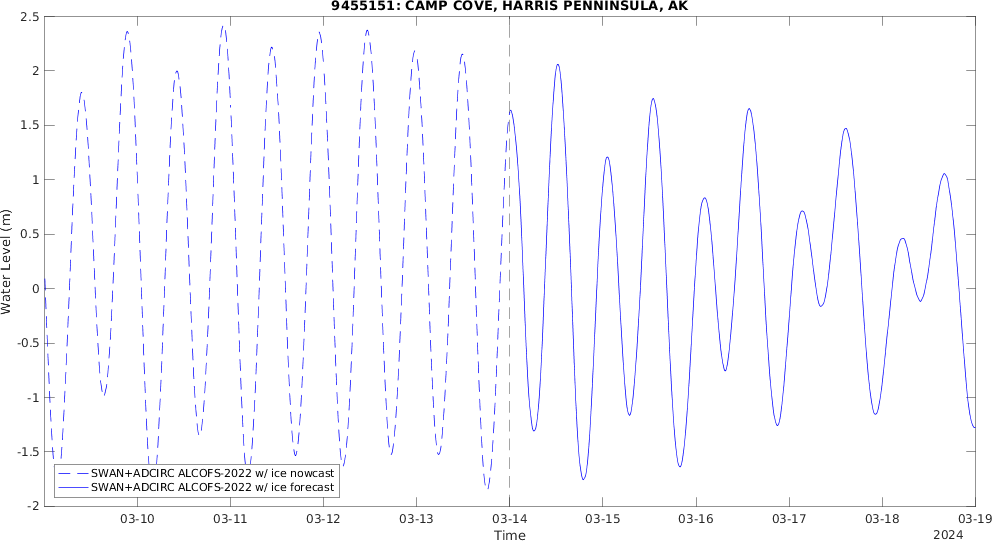 9455151: CAMP COVE, HARRIS PENNINSULA, AK
2.5
2
1.5
1
0.5
0
-0.5
-1
-1.5
-2
Water Level (m)
SWAN+ADCIRC ALCOFS-2022 w/ ice nowcast
SWAN+ADCIRC ALCOFS-2022 w/ ice forecast
03-10 03-11 03-12 03-13 03-14 03-15 03-16 03-17 03-18 03-19
Time
2024